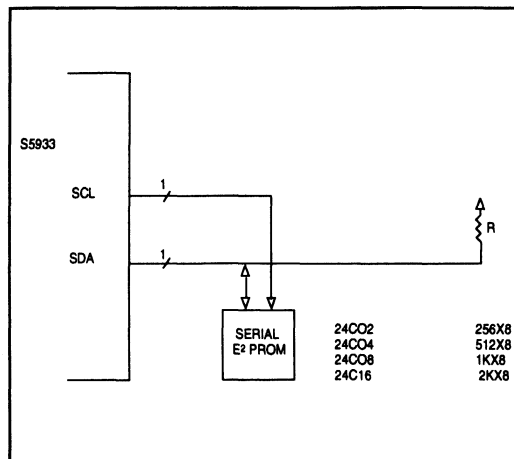 S5933
SCL
1
SDA
1
R
SERIAL
E² PROM
24CO2 256X8
24CO4 512X8
24CO8 1KX8
24C16 2KX8